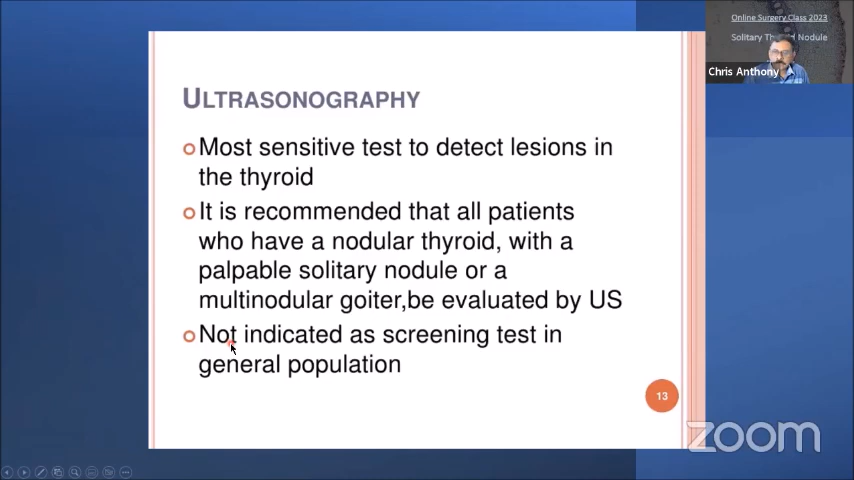 Online Surgery Class 2023
Solitary Thyroid Nodule
Chris Anthony
ULTRASONOGRAPHY
Most sensitive test to detect lesions in
the thyroid
It is recommended that all patients
who have a nodular thyroid, with a
palpable solitary nodule or a
multinodular goiter,be evaluated by US
Not indicated as screening test in
general population
13
zoom